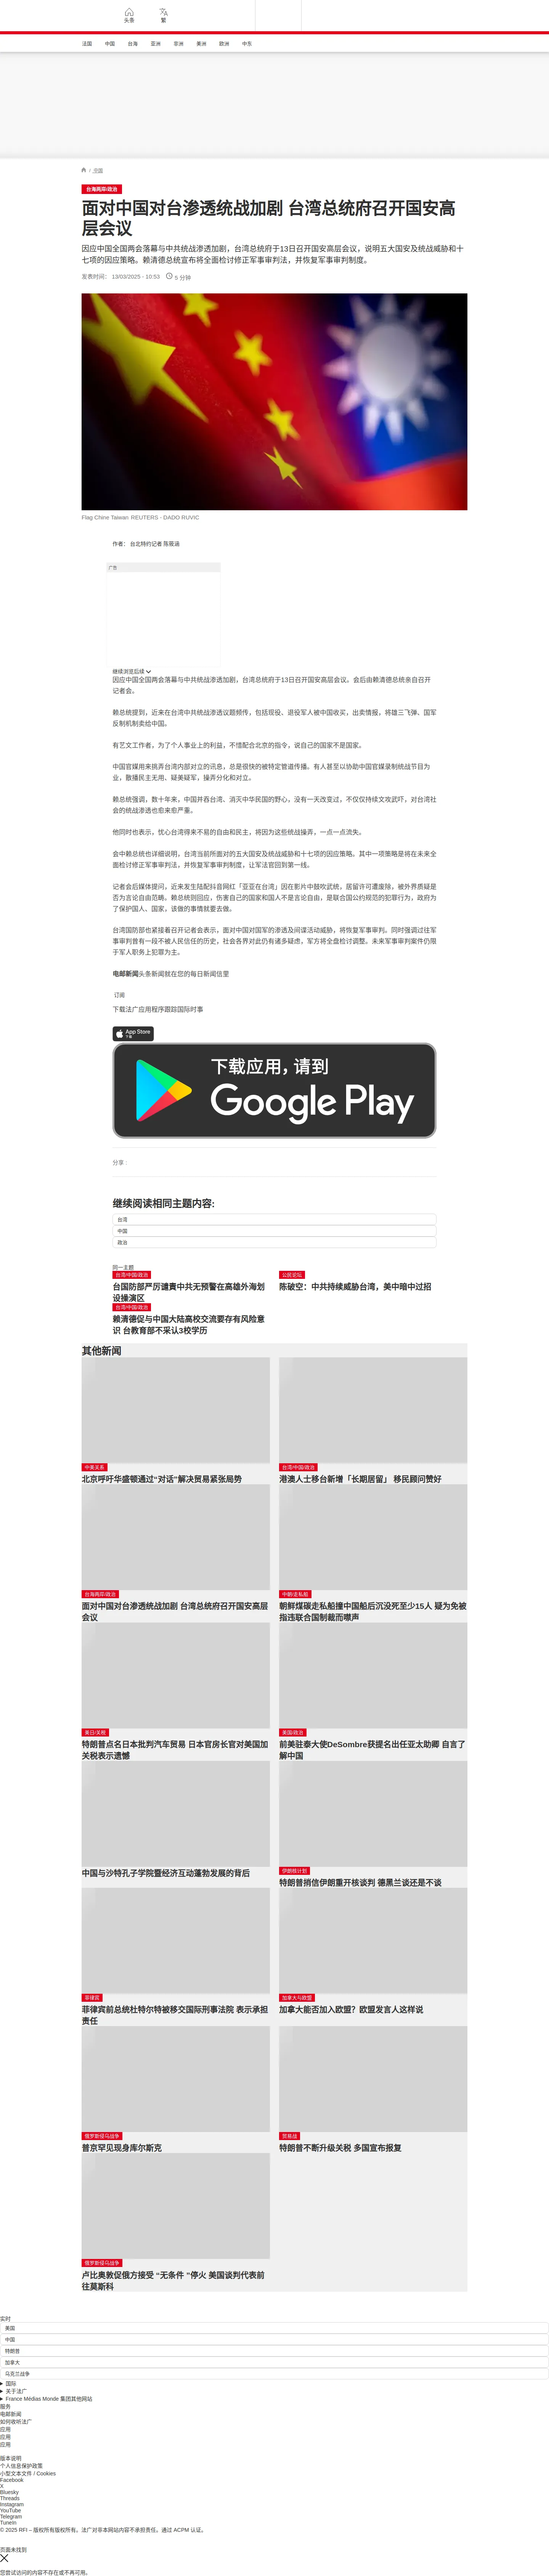 头条
繁
法国
中国
台海
亚洲
非洲
美洲
欧洲
中东
/ 中国
台海两岸/政治
面对中国对台渗透统战加剧 台湾总统府召开国安高
层会议
因应中国全国两会落幕与中共统战渗透加剧，台湾总统府于13日召开国安高层会议，说明五大国安及统战威胁和十
七项的因应策略。赖清德总统宣布将全面检讨修正军事审判法，并恢复军事审判制度。
发表时间： 13/03/2025 - 10:53
5 分钟
Flag Chine Taiwan REUTERS - DADO RUVIC
作者： 台北特约记者 陈莞涵
广告
继续浏览后续
因应中国全国两会落幕与中共统战渗透加剧，台湾总统府于13日召开国安高层会议。会后由赖清德总统亲自召开
记者会。
赖总统提到，近来在台湾中共统战渗透议题频传，包括现役、退役军人被中国收买，出卖情报，将雄三飞弹、国军
反制机制卖给中国。
有艺文工作者，为了个人事业上的利益，不惜配合北京的指令，说自己的国家不是国家。
中国官媒用来挑弄台湾内部对立的讯息，总是很快的被特定管道传播。有人甚至以协助中国官媒录制统战节目为
业，散播民主无用、疑美疑军，操弄分化和对立。
赖总统强调，数十年来，中国并吞台湾、消灭中华民国的野心，没有一天改变过，不仅仅持续文攻武吓，对台湾社
会的统战渗透也愈来愈严重。
他同时也表示，忧心台湾得来不易的自由和民主，将因为这些统战操弄，一点一点流失。
会中赖总统也详细说明，台湾当前所面对的五大国安及统战威胁和十七项的因应策略。其中一项策略是将在未来全
面检讨修正军事审判法，并恢复军事审判制度，让军法官回到第一线。
记者会后媒体提问，近来发生陆配抖音网红「亚亚在台湾」因在影片中鼓吹武统，居留许可遭废除，被外界质疑是
否为言论自由范畴。赖总统则回应，伤害自己的国家和国人不是言论自由，是联合国公约规范的犯罪行为，政府为
了保护国人、国家，该做的事情就要去做。
台湾国防部也紧接着召开记者会表示，面对中国对国军的渗透及间谍活动威胁，将恢复军事审判。同时强调过往军
事审判曾有一段不被人民信任的历史，社会各界对此仍有诸多疑虑，军方将全盘检讨调整。未来军事审判案件仍限
于军人职务上犯罪为主。
电邮新闻头条新闻就在您的每日新闻信里
订阅
下载法广应用程序跟踪国际时事
App Store
下载
下载应用，请到
Google Play
分享 :
继续阅读相同主题内容:
台湾
中国
政治
同一主题
台湾/中国/政治
台国防部严厉谴责中共无预警在高雄外海划
设操演区
公民论坛
陈破空：中共持续威胁台湾，美中暗中过招
台湾/中国/政治
赖清德促与中国大陆高校交流要存有风险意
识 台教育部不采认3校学历
其他新闻
中美关系
北京呼吁华盛顿通过“对话”解决贸易紧张局势
台湾/中国/政治
港澳人士移台新增「长期居留」 移民顾问赞好
台海两岸/政治
面对中国对台渗透统战加剧 台湾总统府召开国安高层
会议
中朝/走私船
朝鲜煤碳走私船撞中国船后沉没死至少15人 疑为免被
指违联合国制裁而噤声
美日/关税
特朗普点名日本批判汽车贸易 日本官房长官对美国加
关税表示遗憾
美国/政治
前美驻泰大使DeSombre获提名出任亚太助卿 自言了
解中国
中国与沙特孔子学院暨经济互动蓬勃发展的背后
伊朗核计划
特朗普捎信伊朗重开核谈判 德黑兰谈还是不谈
菲律宾
菲律宾前总统杜特尔特被移交国际刑事法院 表示承担
责任
加拿大与欧盟
加拿大能否加入欧盟？欧盟发言人这样说
俄罗斯侵乌战争
普京罕见现身库尔斯克
贸易战
特朗普不断升级关税 多国宣布报复
俄罗斯侵乌战争
卢比奥敦促俄方接受 “无条件 ”停火 美国谈判代表前
往莫斯科
实时
美国
中国
特朗普
加拿大
乌克兰战争
国际
关于法广
France Médias Monde 集团其他网站
服务
电邮新闻
如何收听法广
应用
应用
应用
版本说明
个人信息保护政策
小型文本文件 / Cookies
Facebook
X
Bluesky
Threads
Instagram
YouTube
Telegram
TuneIn
© 2025 RFI – 版权所有版权所有。法广对非本网站内容不承担责任。通过 ACPM 认证。
页面未找到
您尝试访问的内容不存在或不再可用。